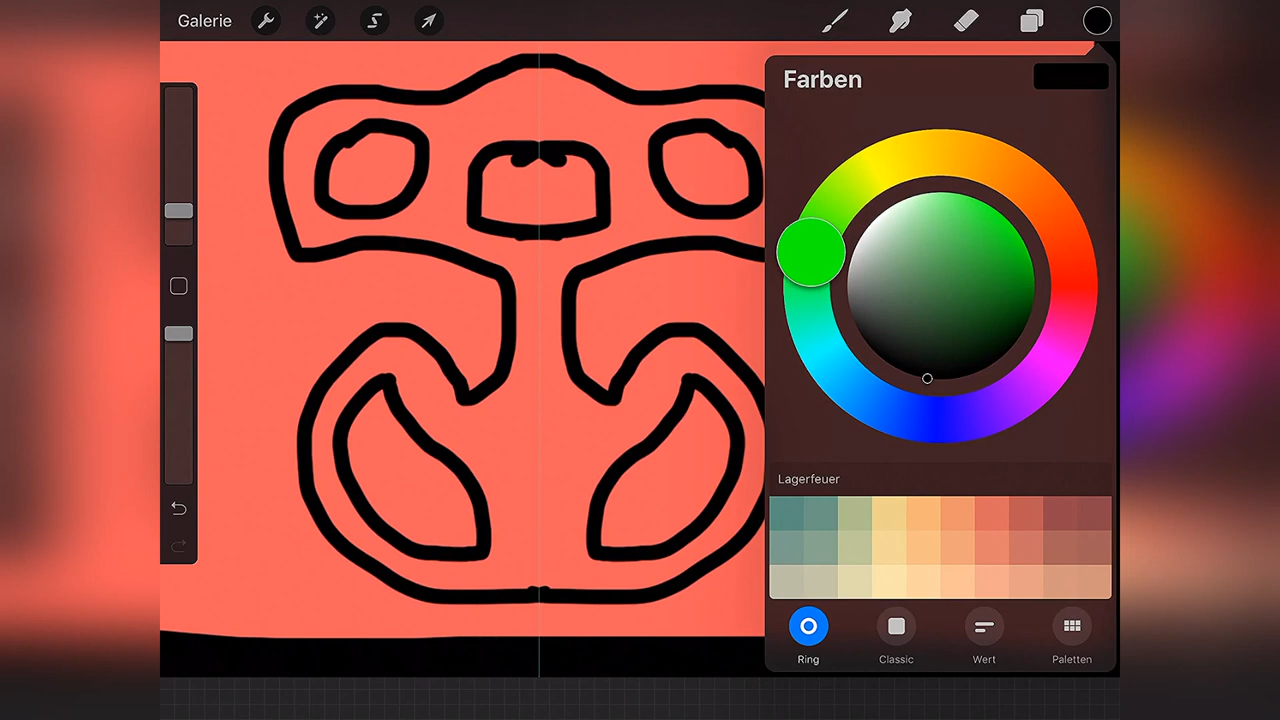 Galerie
Farben
Lagerfeuer
Ring
Classic
Wert
Paletten